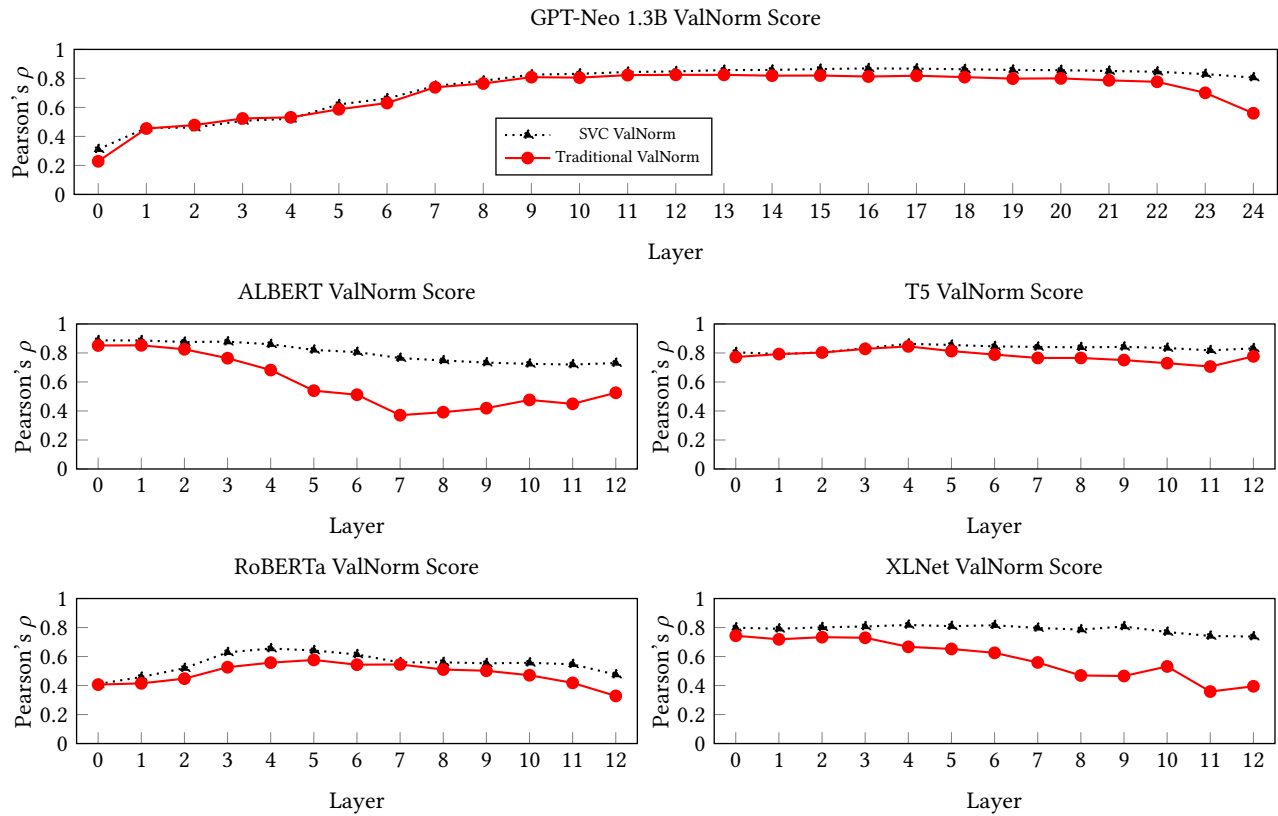 GPT-Neo 1.3B ValNorm Score
Pearson's ρ
1
0.8
0.6
0.4
0.2
0
SVC ValNorm
Traditional ValNorm
0 1 2 3 4 5 6 7 8 9 10 11 12 13 14 15 16 17 18 19 20 21 22 23 24
Layer
ALBERT ValNorm Score
Pearson's ρ
1
0.8
0.6
0.4
0.2
0
0 1 2 3 4 5 6 7 8 9 10 11 12
Layer
T5 ValNorm Score
Pearson's ρ
1
0.8
0.6
0.4
0.2
0
0 1 2 3 4 5 6 7 8 9 10 11 12
Layer
RoBERTa ValNorm Score
Pearson's ρ
1
0.8
0.6
0.4
0.2
0
0 1 2 3 4 5 6 7 8 9 10 11 12
Layer
XLNet ValNorm Score
Pearson's ρ
1
0.8
0.6
0.4
0.2
0
0 1 2 3 4 5 6 7 8 9 10 11 12
Layer